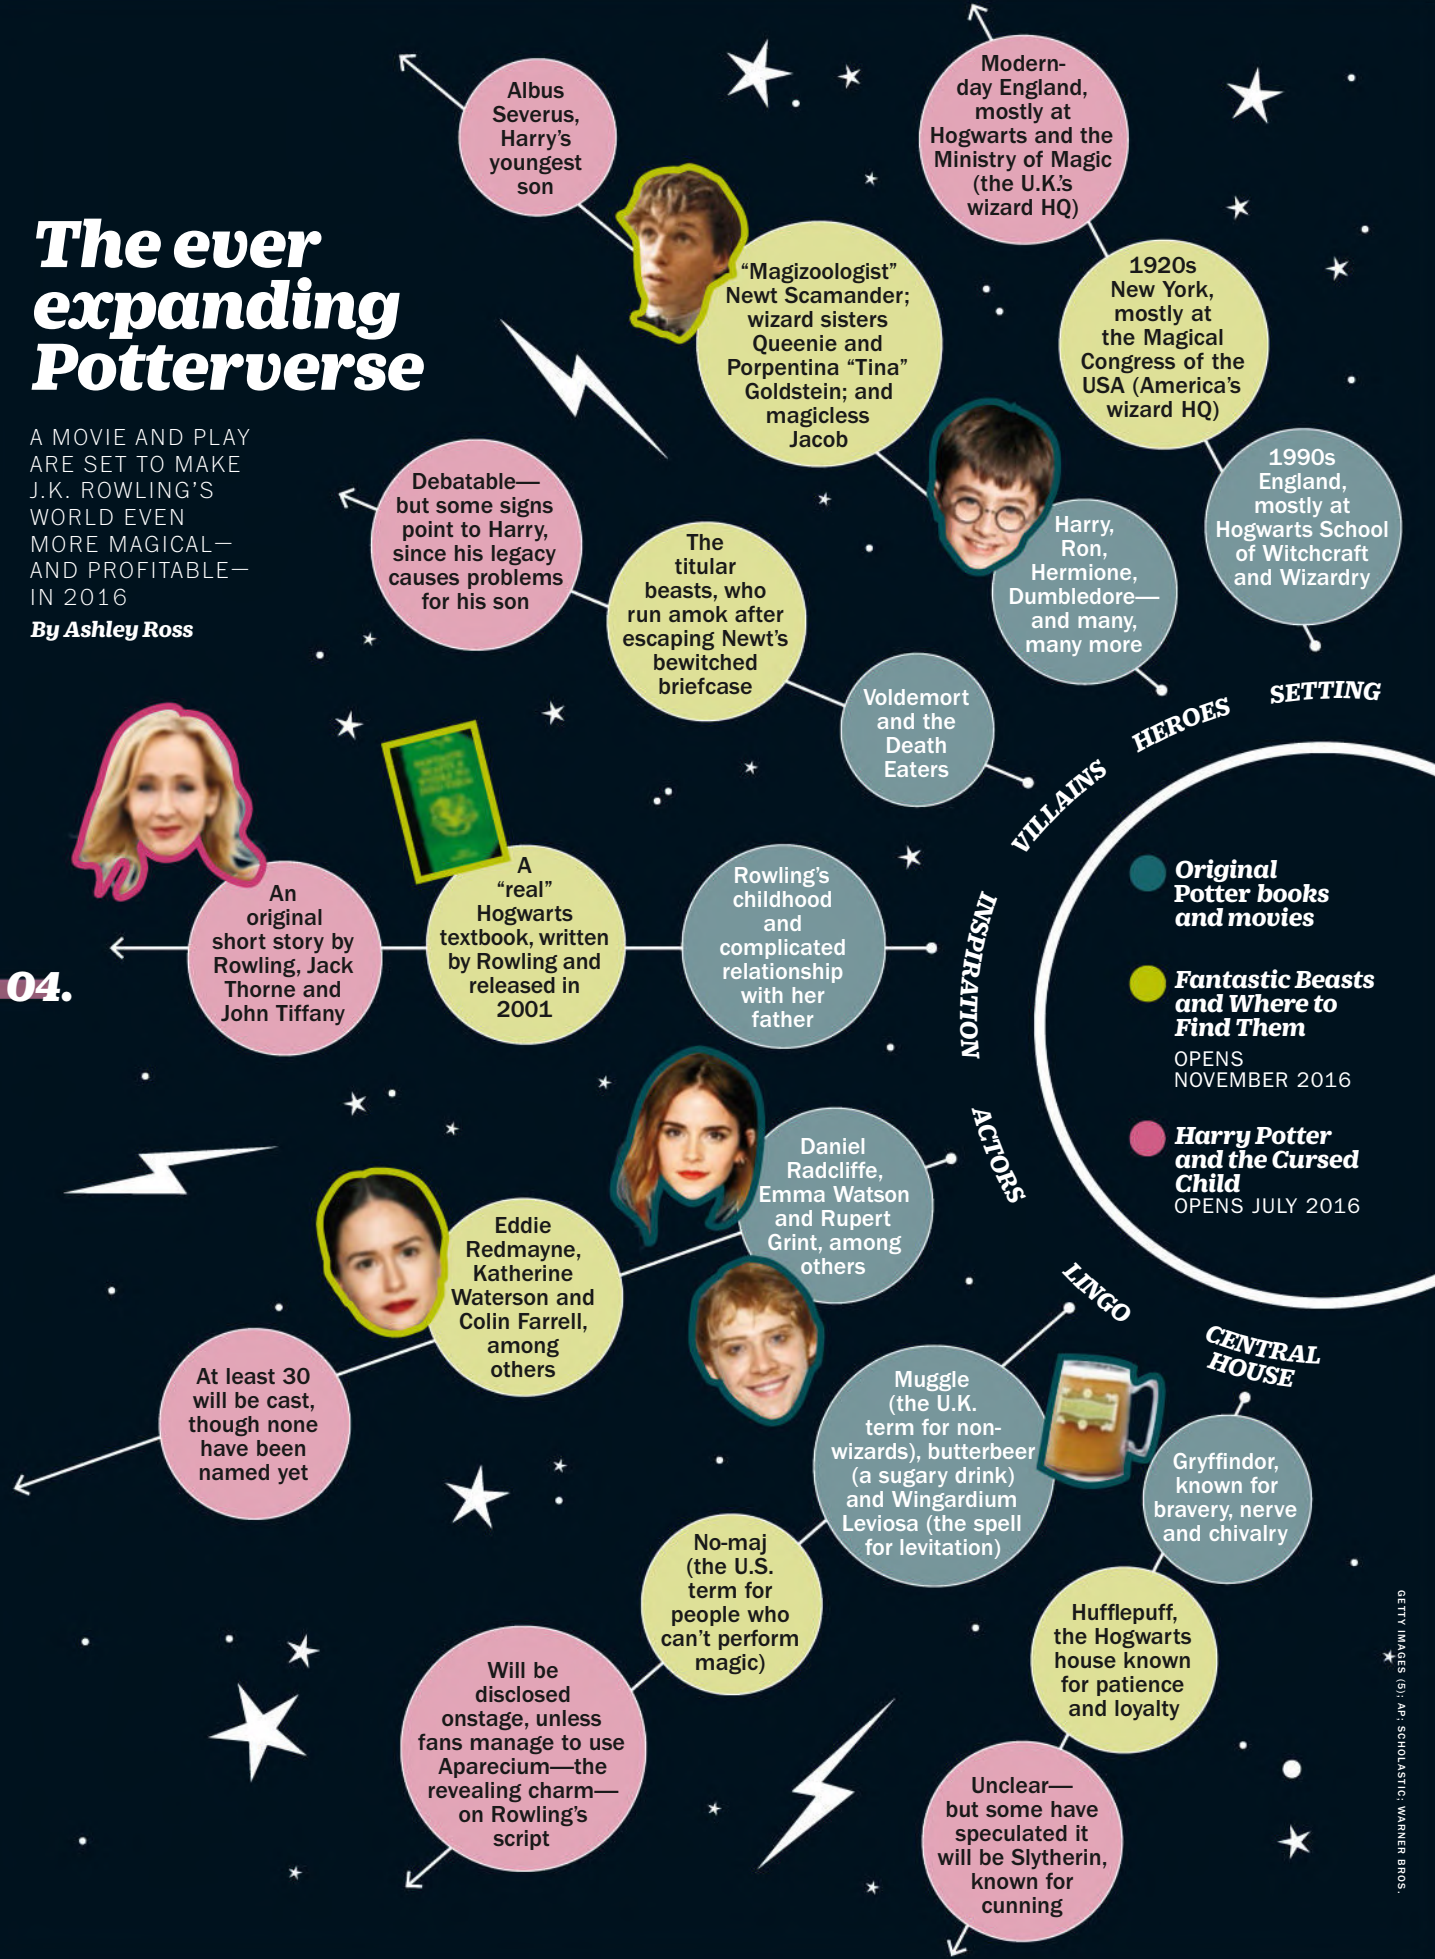 The ever
expanding
Potterverse
A MOVIE AND PLAY
ARE SET TO MAKE
J.K. ROWLING'S
WORLD EVEN
MORE MAGICAL—
AND PROFITABLE—
IN 2016
By Ashley Ross
04.
SETTING
1990s
England,
mostly at
Hogwarts School
of Witchcraft
and Wizardry
1920s
New York,
mostly at
the Magical
Congress of the
USA (America's
wizard HQ)
Modern-
day England,
mostly at
Hogwarts and the
Ministry of Magic
(the U.K.'s
wizard HQ)
HEROES
Harry,
Ron,
Hermione,
Dumbledore—
and many,
many more
“Magizoologist”
Newt Scamander;
wizard sisters
Queenie and
Porpentina “Tina”
Goldstein; and
magicless
Jacob
Albus
Severus,
Harry's
youngest
son
VILLAINS
Voldemort
and the
Death
Eaters
The
titular
beasts, who
run amok after
escaping Newt's
bewitched
briefcase
Debatable—
but some signs
point to Harry,
since his legacy
causes problems
for his son
INSPIRATION
Rowling's
childhood
and
complicated
relationship
with her
father
A
“real”
Hogwarts
textbook, written
by Rowling and
released in
2001
An
original
short story by
Rowling, Jack
Thorne and
John Tiffany
ACTORS
Daniel
Radcliffe,
Emma Watson
and Rupert
Grint, among
others
Eddie
Redmayne,
Katherine
Waterson and
Colin Farrell,
among
others
At least 30
will be cast,
though none
have been
named yet
LINGO
Muggle
(the U.K.
term for non-
wizards), butterbeer
(a sugary drink)
and Wingardium
Leviosa (the spell
for levitation)
No-maj
(the U.S.
term for
people who
can't perform
magic)
Will be
disclosed
onstage, unless
fans manage to use
Aparecium—the
revealing charm—
on Rowling's
script
CENTRAL
HOUSE
Gryffindor,
known for
bravery, nerve
and chivalry
Hufflepuff,
the Hogwarts
house known
for patience
and loyalty
Unclear—
but some have
speculated it
will be Slytherin,
known for
cunning
Original
Potter books
and movies
Fantastic Beasts
and Where to
Find Them
OPENS
NOVEMBER 2016
Harry Potter
and the Cursed
Child
OPENS JULY 2016
GETTY IMAGES (5); AP; SCHOLASTIC; WARNER BROS.